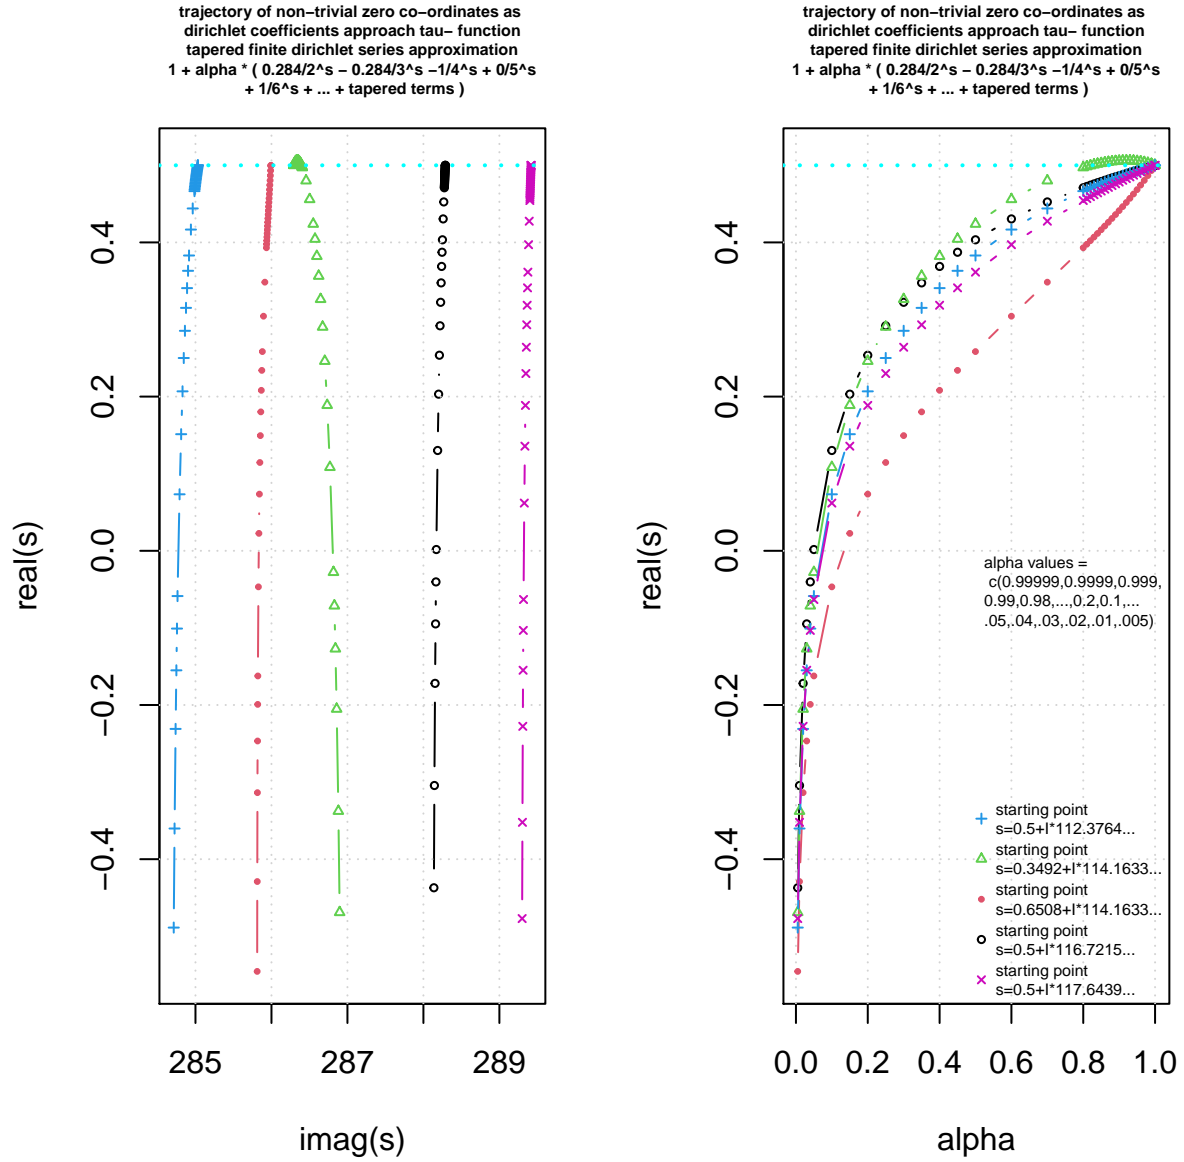 trajectory of non−trivial zero co−ordinates as
dirichlet coefficients approach tau− function
tapered finite dirichlet series approximation
1 + alpha * ( 0.284/2^s − 0.284/3^s −1/4^s + 0/5^s
+ 1/6^s + ... + tapered terms )
real(s)
0.4
0.2
0.0
−0.2
−0.4
285
287
289
imag(s)
trajectory of non−trivial zero co−ordinates as
dirichlet coefficients approach tau− function
tapered finite dirichlet series approximation
1 + alpha * ( 0.284/2^s − 0.284/3^s −1/4^s + 0/5^s
+ 1/6^s + ... + tapered terms )
real(s)
0.4
0.2
0.0
−0.2
−0.4
alpha values =
c(0.99999,0.9999,0.999,
0.99,0.98,...,0.2,0.1,...
.05,.04,.03,.02,.01,.005)
starting point
s=0.5+I*112.3764...
starting point
s=0.3492+I*114.1633...
starting point
s=0.6508+I*114.1633...
starting point
s=0.5+I*116.7215...
starting point
s=0.5+I*117.6439...
0.0
0.2
0.4
0.6
0.8
1.0
alpha